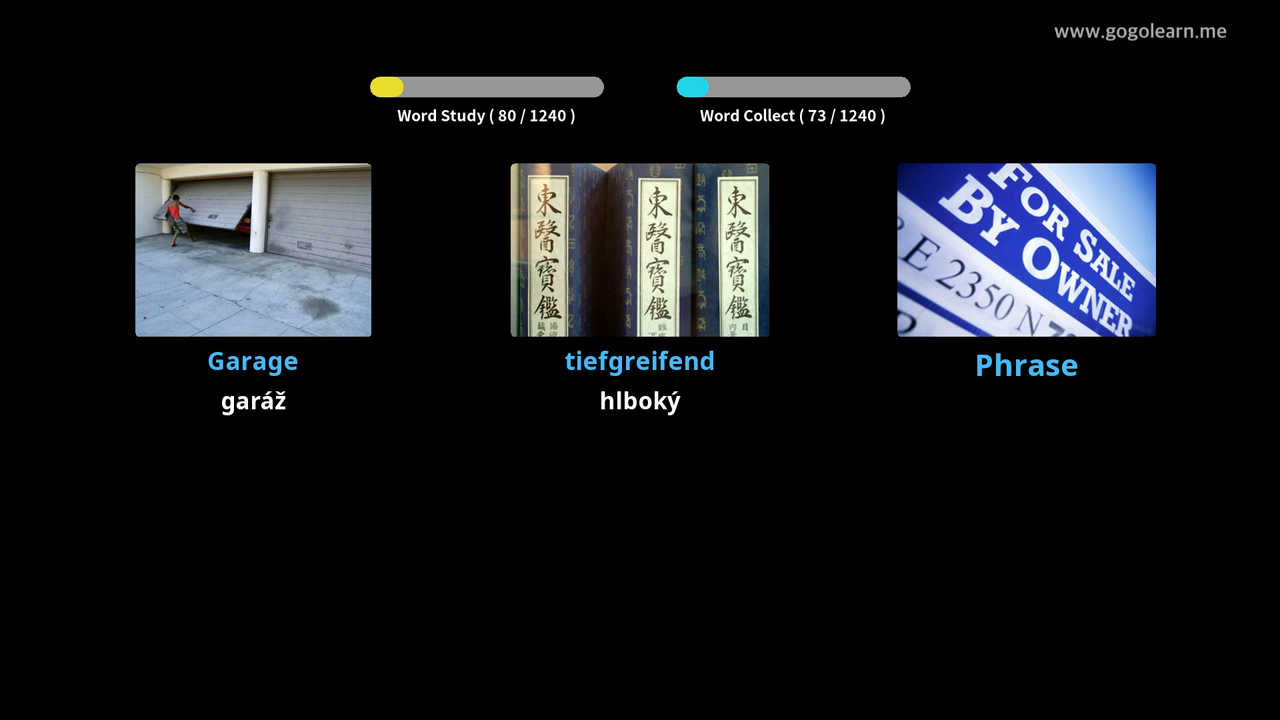 www.gogolearn.me
Word Study ( 80 / 1240 )
Word Collect ( 73 / 1240 )
東醫寶鑑
東醫寶鑑
東醫寶鑑
FOR SALE
BY OWNER
E 2350 N
Garage
garáž
tiefgreifend
hlboký
Phrase